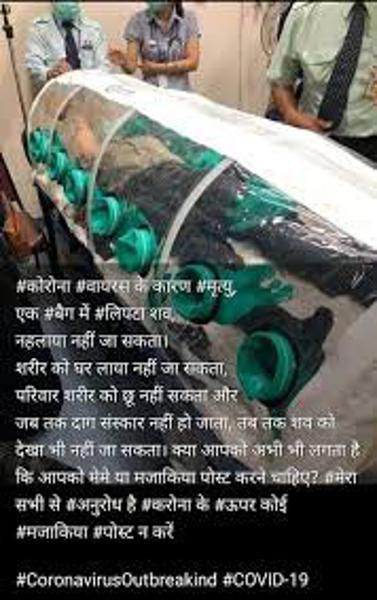 #कोरोना #वायरस के कारण #मृत्यु,
एक #बैग में #लिपटा शव,
नहलाया नहीं जा सकता।
शरीर को घर लाया नहीं जा सकता,
परिवार शरीर को छू नहीं सकता और
जब तक दाग संस्कार नहीं हो जाता, तब तक शव को
देखा भी नहीं जा सकता। क्या आपको अभी भी लगता है
कि आपको मेमे या मजाकिया पोस्ट करने चाहिए? #मेरा
सभी से #अनुरोध है #करोना के #ऊपर कोई
#मजाकिया #पोस्ट न करें
#CoronavirusOutbreakind #COVID-19